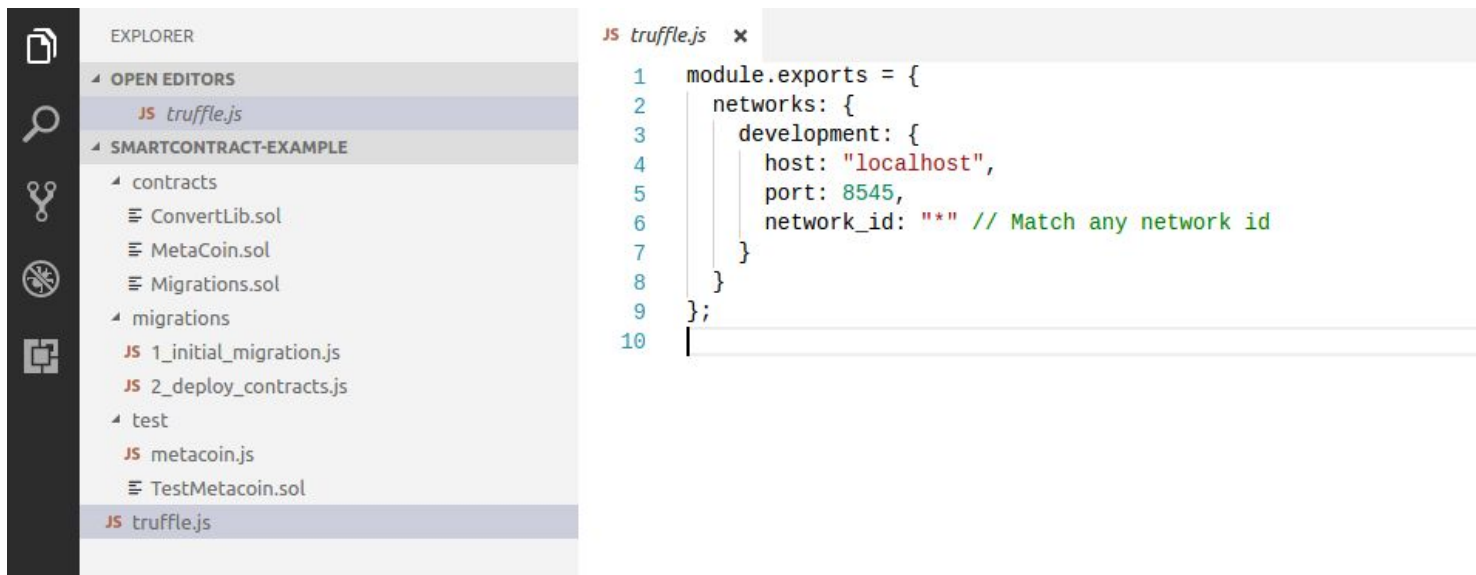 EXPLORER
OPEN EDITORS
JS truffle.js
SMARTCONTRACT-EXAMPLE
contracts
ConvertLib.sol
MetaCoin.sol
Migrations.sol
migrations
JS 1_initial_migration.js
JS 2_deploy_contracts.js
test
JS metacoin.js
TestMetacoin.sol
JS truffle.js
JS truffle.js ×
1 module.exports = {
2   networks: {
3     development: {
4       host: "localhost",
5       port: 8545,
6       network_id: "*" // Match any network id
7     }
8   }
9 };
10